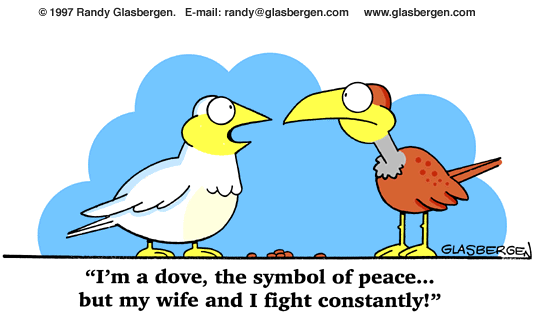 © 1997 Randy Glasbergen. E-mail: randy@glasbergen.com www.glasbergen.com
GLASBERGEN
“I'm a dove, the symbol of peace...
but my wife and I fight constantly!”